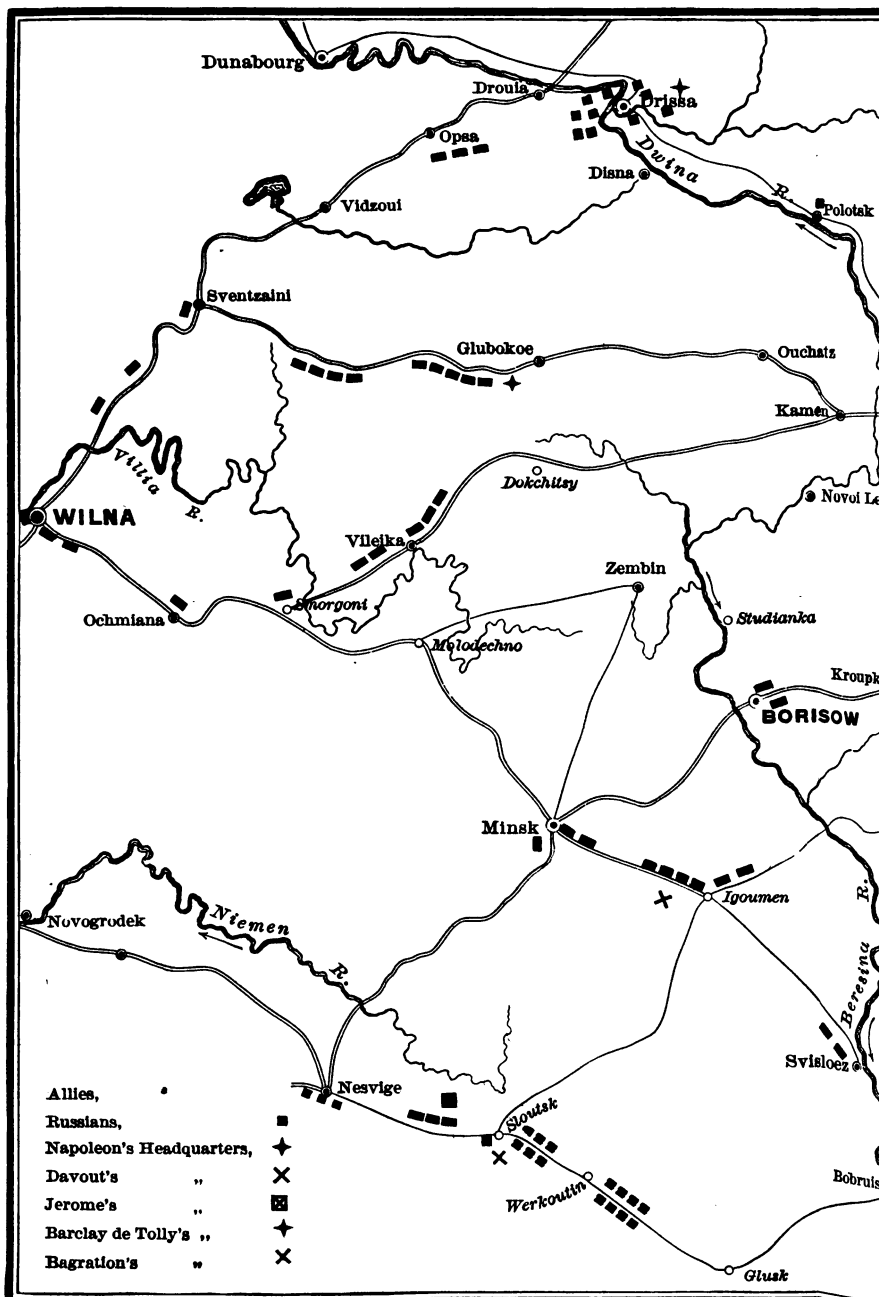 Dunabourg
Drouia
Drissa
Opsa
Disna
Dwina R.
Polotsk
Vidzoui
Sventzaini
Glubokoe
Ouchatz
Kamen
Villia R.
Dokchitsy
Novoi Le
WILNA
Vileika
Zembin
Smorgoni
Studianka
Ochmiana
Molodechno
Kroupk
BORISOW
Minsk
Igoumen
Novogrodek
Niemen R.
Beresina R.
Svisloez
Nesvige
Sloutsk
Werkoutin
Bobruis
Glusk
Allies,
Russians,
Napoleon's Headquarters,
Davout's „
Jerome's „
Barclay de Tolly's „
Bagration's „